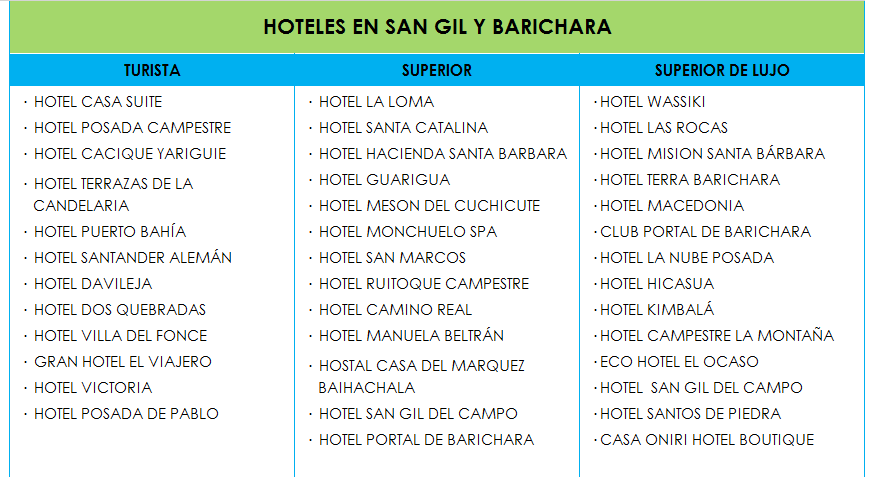 HOTELES EN SAN GIL Y BARICHARA
TURISTA
· HOTEL CASA SUITE
· HOTEL POSADA CAMPESTRE
· HOTEL CACIQUE YARIGUIE
· HOTEL TERRAZAS DE LA
CANDELARIA
· HOTEL PUERTO BAHÍA
· HOTEL SANTANDER ALEMÁN
· HOTEL DAVILEJA
· HOTEL DOS QUEBRADAS
· HOTEL VILLA DEL FONCE
· GRAN HOTEL EL VIAJERO
· HOTEL VICTORIA
· HOTEL POSADA DE PABLO
SUPERIOR
· HOTEL LA LOMA
· HOTEL SANTA CATALINA
· HOTEL HACIENDA SANTA BARBARA
· HOTEL GUARIGUA
· HOTEL MESON DEL CUCHICUTE
· HOTEL MONCHUELO SPA
· HOTEL SAN MARCOS
· HOTEL RUITOQUE CAMPESTRE
· HOTEL CAMINO REAL
· HOTEL MANUELA BELTRÁN
· HOSTAL CASA DEL MARQUEZ
BAIHACHALA
· HOTEL SAN GIL DEL CAMPO
· HOTEL PORTAL DE BARICHARA
SUPERIOR DE LUJO
· HOTEL WASSIKI
· HOTEL LAS ROCAS
· HOTEL MISION SANTA BÁRBARA
· HOTEL TERRA BARICHARA
· HOTEL MACEDONIA
· CLUB PORTAL DE BARICHARA
· HOTEL LA NUBE POSADA
· HOTEL HICASUA
· HOTEL KIMBALÁ
· HOTEL CAMPESTRE LA MONTAÑA
· ECO HOTEL EL OCASO
· HOTEL  SAN GIL DEL CAMPO
· HOTEL SANTOS DE PIEDRA
· CASA ONIRI HOTEL BOUTIQUE